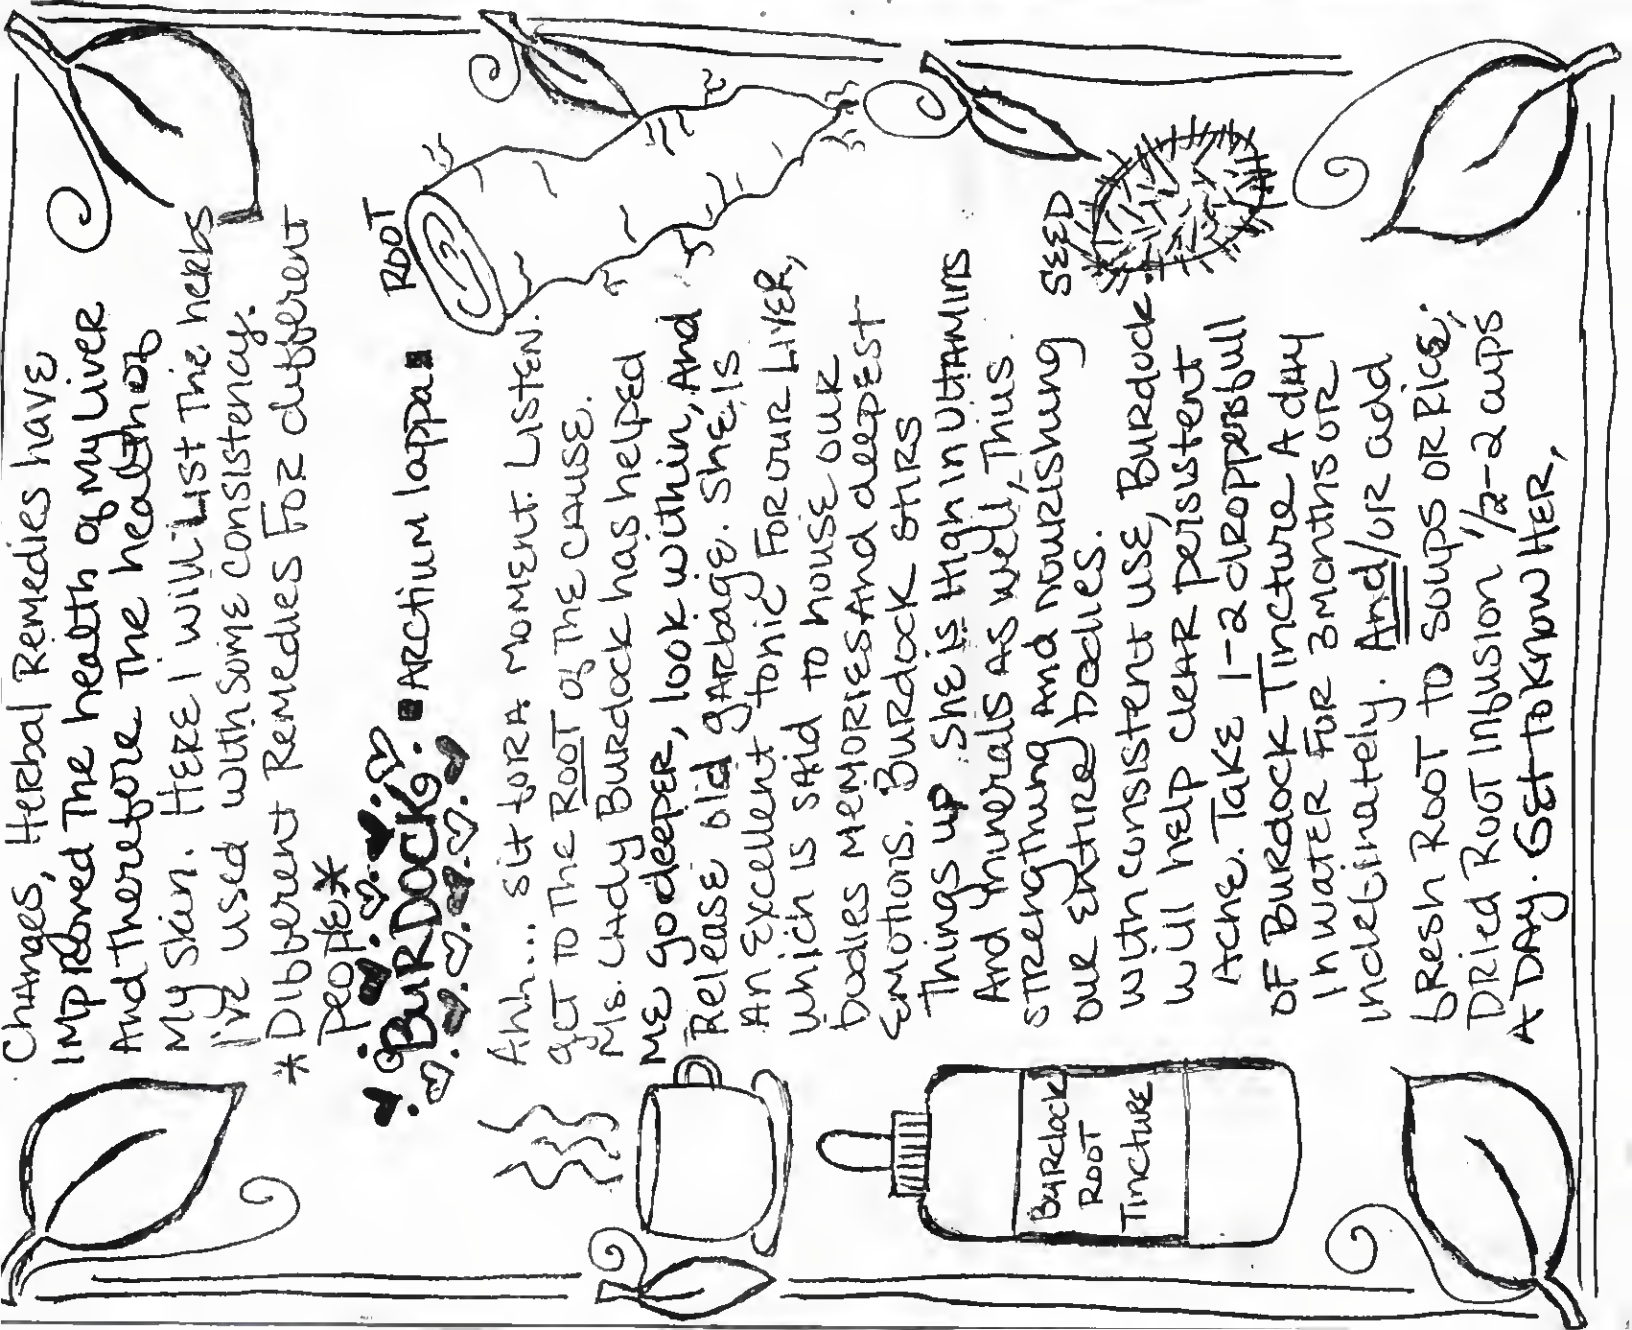 Changes, Herbal Remedies have
improved the health of my liver
and therefore the health of
my skin. Here I will list the herbs
I've used with some consistency.
*Different Remedies for different
people*
BURDOCK. ARCTIUM lappa
ROOT
Ahh... sit for a moment. Listen.
get to the Root of the cause.
Ms. Lady Burdock has helped
me go deeper, look within, and
release old garbage. She is
an excellent tonic for our liver,
which is said to house our
bodies memories and deepest
emotions. Burdock stirs
things up. She is high in vitamins
and minerals as well, thus
strengthning and nourishing
our entire bodies.
SEED
with consistent use, Burdock
will help clear persistent
acne. Take 1-2 droppersfull
of Burdock Tincture a day
in water for 3 months or
indefinately. And/or add
fresh root to soups or rice;
Dried Root infusion 1/2-2 cups
a day. Get to know her,
Burdock
ROOT
Tincture